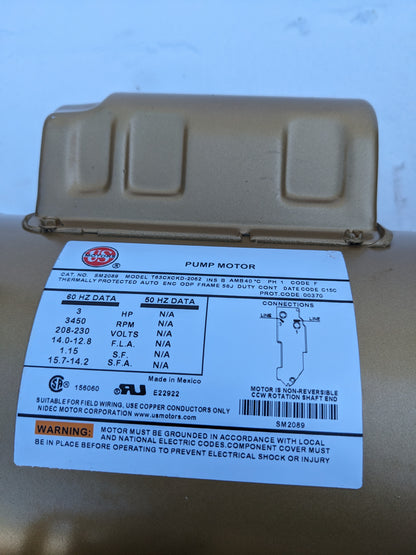 US
®
PUMP MOTOR
CAT. NO. SM2089 MODEL T63CXCKD-2062 INS B AMB40°C PH 1 CODE F
THERMALLY PROTECTED AUTO ENC ODP FRAME 56J DUTY CONT DATE CODE C15C
PROT.CODE 00370
60 HZ DATA 50 HZ DATA
3 HP N/A
3450 RPM N/A
208-230 VOLTS N/A
14.0-12.8 F.L.A. N/A
1.15 S.F. N/A
15.7-14.2 S.F.A. N/A
CONNECTIONS
LINE LINE
Made in Mexico
SA ® 156060 RU E22922
MOTOR IS NON-REVERSIBLE
CCW ROTATION SHAFT END
SUITABLE FOR FIELD WIRING. USE COPPER CONDUCTORS ONLY
NIDEC MOTOR CORPORATION www.usmotors.com
SM2089
WARNING: MOTOR MUST BE GROUNDED IN ACCORDANCE WITH LOCAL
AND NATIONAL ELECTRIC CODES.COMPONENT COVER MUST
BE IN PLACE BEFORE OPERATING TO PREVENT ELECTRICAL SHOCK OR INJURY